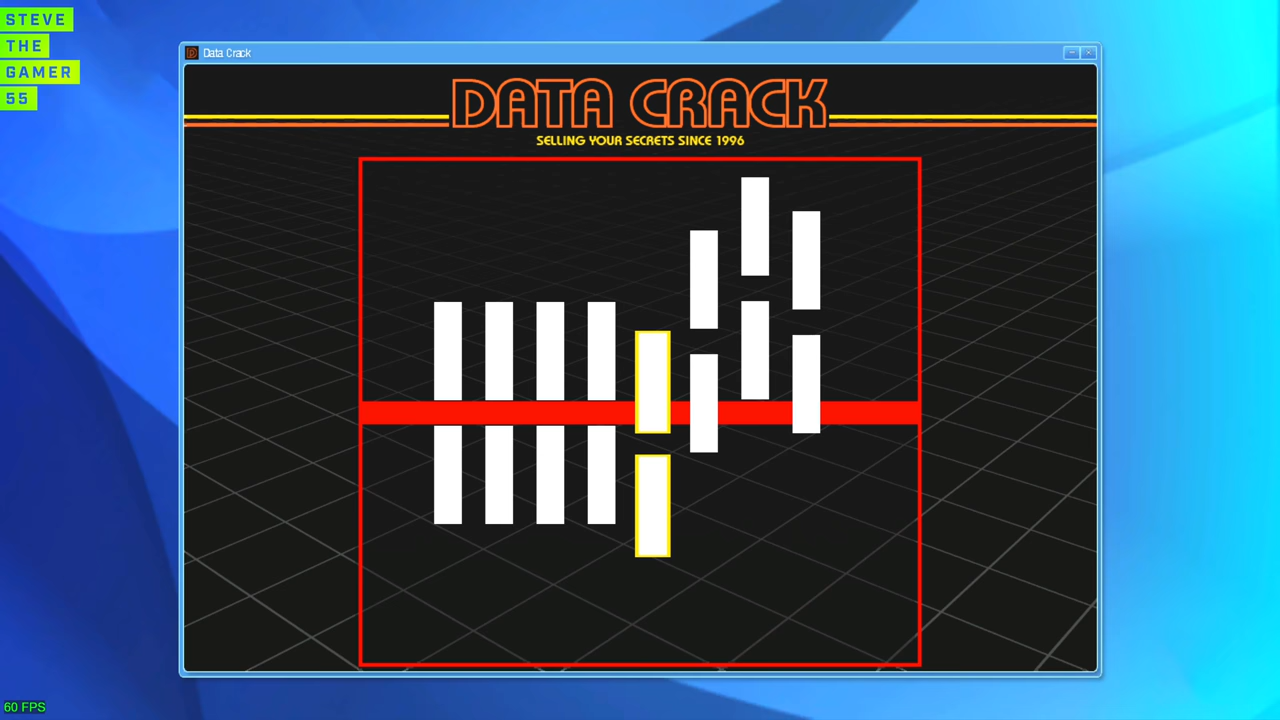 STEVE
THE
GAMER
55
Data Crack
DATA CRACK
SELLING YOUR SECRETS SINCE 1996
60 FPS